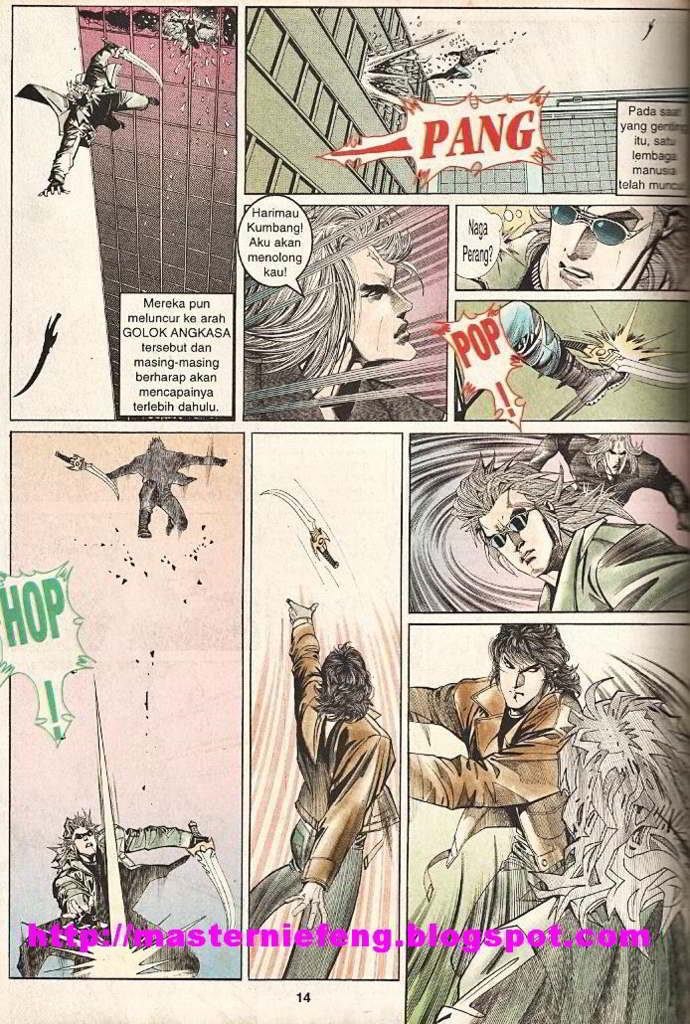 Mereka pun
meluncur ke arah
GOLOK ANGKASA
tersebut dan
masing-masing
berharap akan
mencapainya
terlebih dahulu.
PANG
Pada saat
yang genting
itu, satu
lembaga
manusia
telah muncul.
Harimau
Kumbang!
Aku akan
menolong
kau!
Naga
Perang?
POP
!
HOP
!
http://masterniefeng.blogspot.com
14